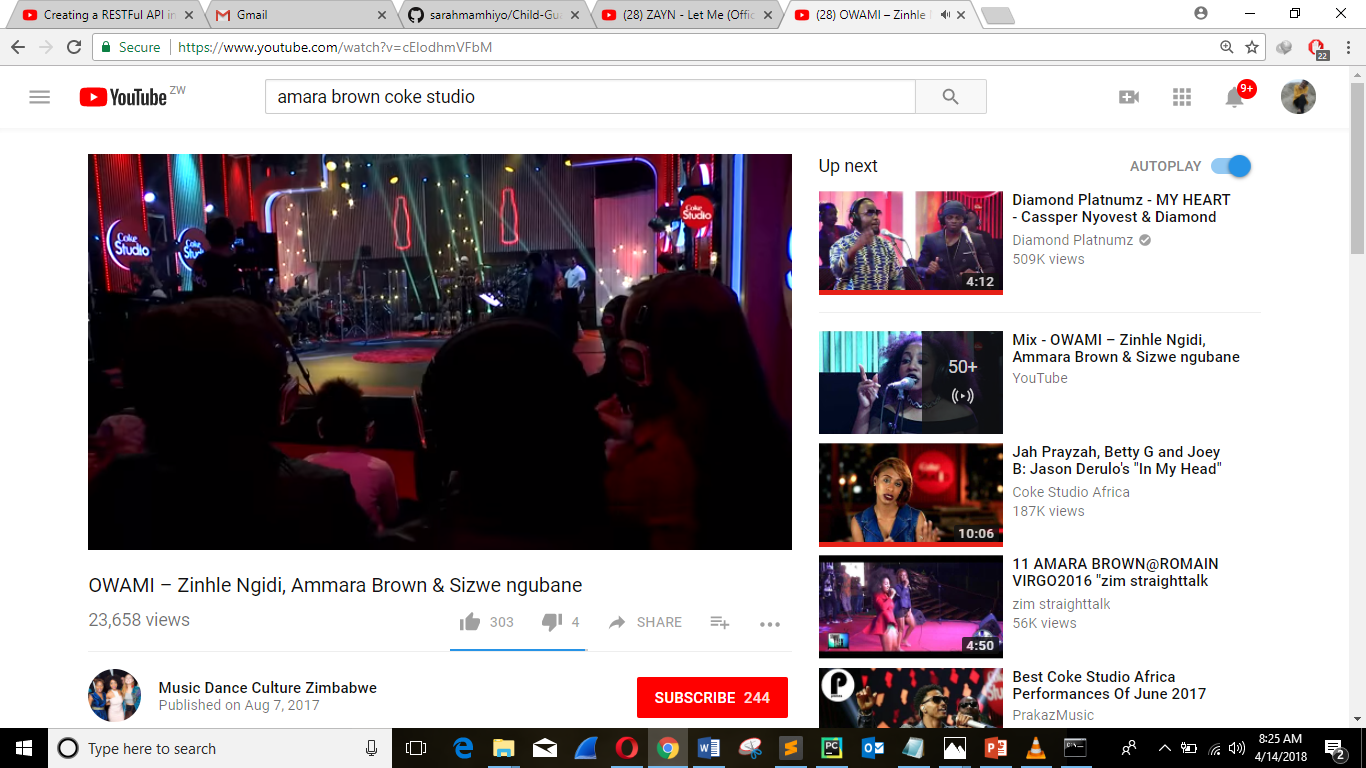 Creating a RESTFul API in
Gmail
sarahmamhiyo/Child-Gua
(28) ZAYN - Let Me (Offic
(28) OWAMI – Zinhle
Secure
https://www.youtube.com/watch?v=cEIodhmVFbM
22
YouTube ZW
amara brown coke studio
9+
Coke Studio
Coke Studio
Coke Studio
OWAMI – Zinhle Ngidi, Ammara Brown & Sizwe ngubane
23,658 views
303
4
SHARE
Music Dance Culture Zimbabwe
Published on Aug 7, 2017
SUBSCRIBE 244
Up next
AUTOPLAY
4:12
Diamond Platnumz - MY HEART
- Cassper Nyovest & Diamond
Diamond Platnumz
509K views
50+
Mix - OWAMI – Zinhle Ngidi,
Ammara Brown & Sizwe ngubane
YouTube
10:06
Jah Prayzah, Betty G and Joey
B: Jason Derulo's "In My Head"
Coke Studio Africa
187K views
4:50
11 AMARA BROWN@ROMAIN
VIRGO2016 "zim straighttalk
zim straighttalk
56K views
Best Coke Studio Africa
Performances Of June 2017
PrakazMusic
Type here to search
8:25 AM
4/14/2018
2